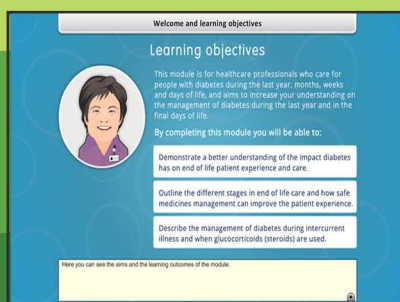 Welcome and learning objectives
Learning objectives
This module is for healthcare professionals who care for
people with diabetes during the last year, months, weeks
and days of life, and aims to increase your understanding on
the management of diabetes during the last year and in the
final days of life.
By completing this module you will be able to:
Demonstrate a better understanding of the impact diabetes
has on end of life patient experience and care.
Outline the different stages in end of life care and how safe
medicines management can improve the patient experience.
Describe the management of diabetes during intercurrent
illness and when glucocorticoids (steroids) are used.
Here you can see the aims and the learning outcomes of the module.